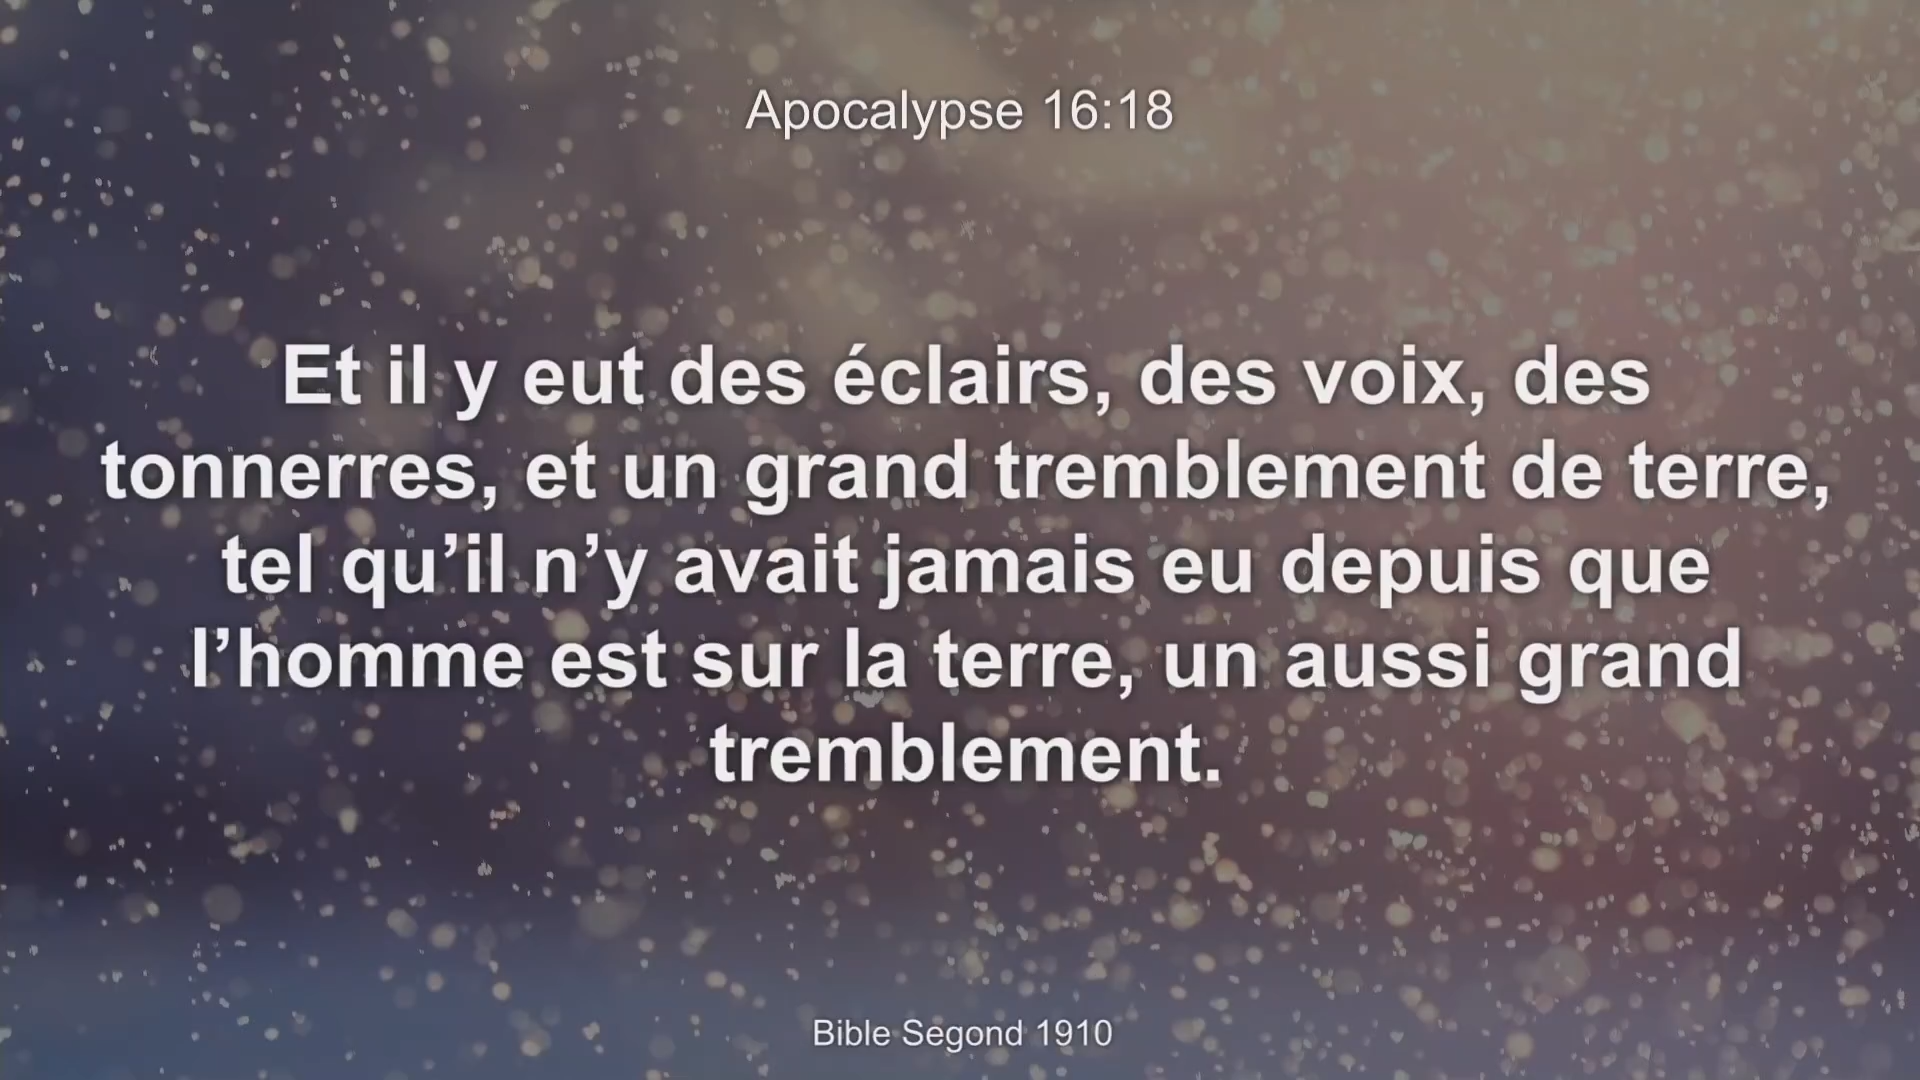 Apocalypse 16:18
Et il y eut des éclairs, des voix, des
tonnerres, et un grand tremblement de terre,
tel qu’il n’y avait jamais eu depuis que
l’homme est sur la terre, un aussi grand
tremblement.
Bible Segond 1910